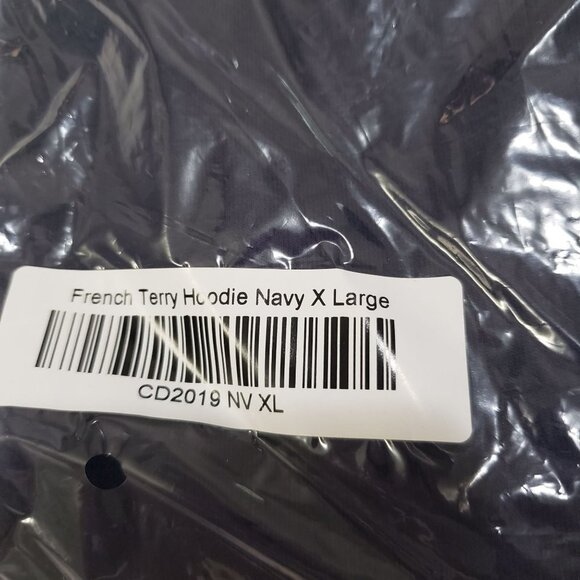 French Terry Hoodie Navy X Large
CD2019 NV XL